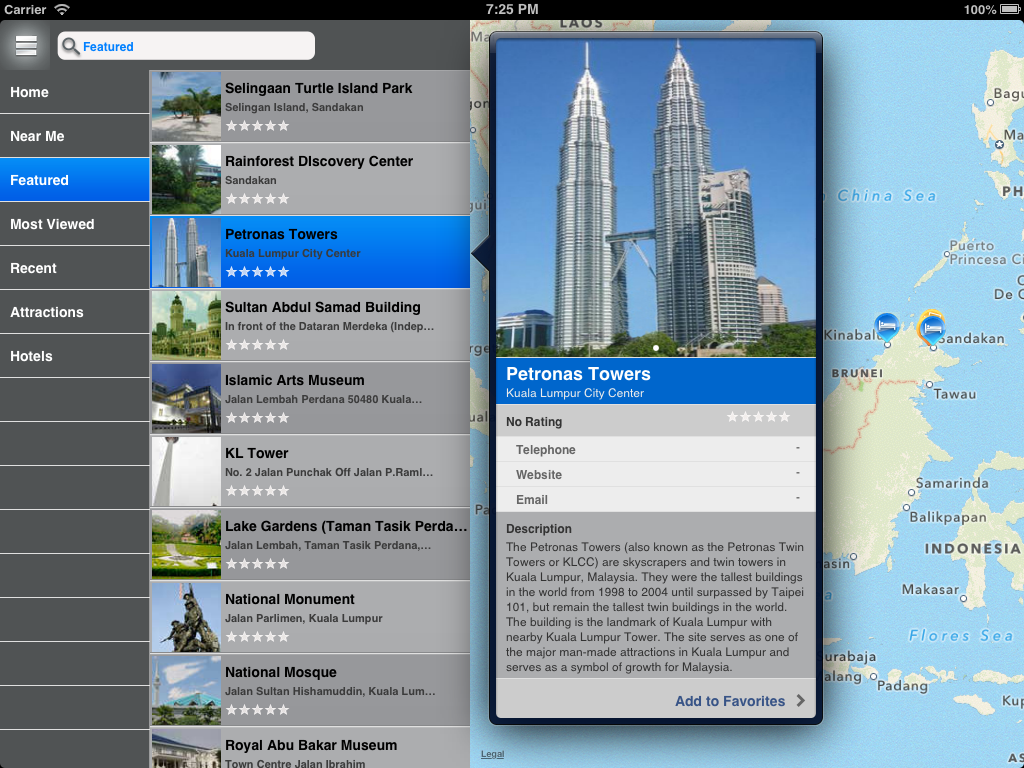 Carrier
7:25 PM
100%
Featured
Home
Near Me
Featured
Most Viewed
Recent
Attractions
Hotels
Selingaan Turtle Island Park
Selingan Island, Sandakan
Rainforest DIscovery Center
Sandakan
Petronas Towers
Kuala Lumpur City Center
Sultan Abdul Samad Building
In front of the Dataran Merdeka (Indep...
Islamic Arts Museum
Jalan Lembah Perdana 50480 Kuala...
KL Tower
No. 2 Jalan Punchak Off Jalan P.Raml...
Lake Gardens (Taman Tasik Perda...
Jalan Lembah, Taman Tasik Perdana,...
National Monument
Jalan Parlimen, Kuala Lumpur
National Mosque
Jalan Sultan Hishamuddin, Kuala Lum...
Royal Abu Bakar Museum
Town Centre Jalan Ibrahim
Petronas Towers
Kuala Lumpur City Center
No Rating
Telephone -
Website -
Email -
Description
The Petronas Towers (also known as the Petronas Twin
Towers or KLCC) are skyscrapers and twin towers in
Kuala Lumpur, Malaysia. They were the tallest buildings
in the world from 1998 to 2004 until surpassed by Taipei
101, but remain the tallest twin buildings in the world.
The building is the landmark of Kuala Lumpur with
nearby Kuala Lumpur Tower. The site serves as one of
the major man-made attractions in Kuala Lumpur and
serves as a symbol of growth for Malaysia.
Add to Favorites
LAOS
Bagu
Ma
PH
China Sea
Puerto
Princesa Ci
De O
Kinabalu
Sandakan
BRUNEI
Tawau
Samarinda
Balikpapan
INDONESIA
asin
Makasar
Flores Sea
urabaja
alang
Padang
Kup
AS
Legal